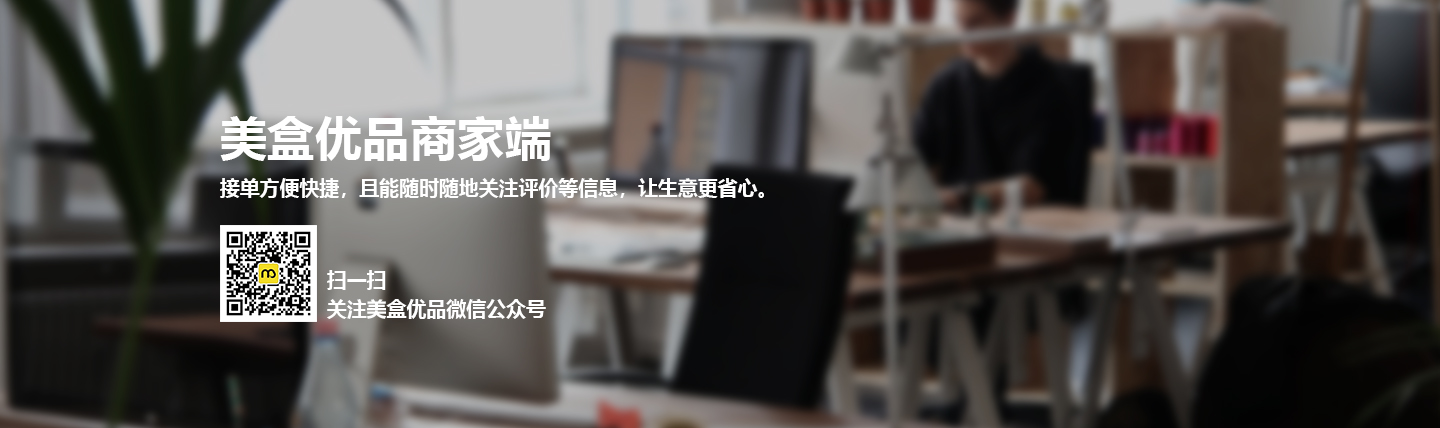 美盒优品商家端
接单方便快捷，且能随时随地关注评价等信息，让生意更省心。
扫一扫
关注美盒优品微信公众号